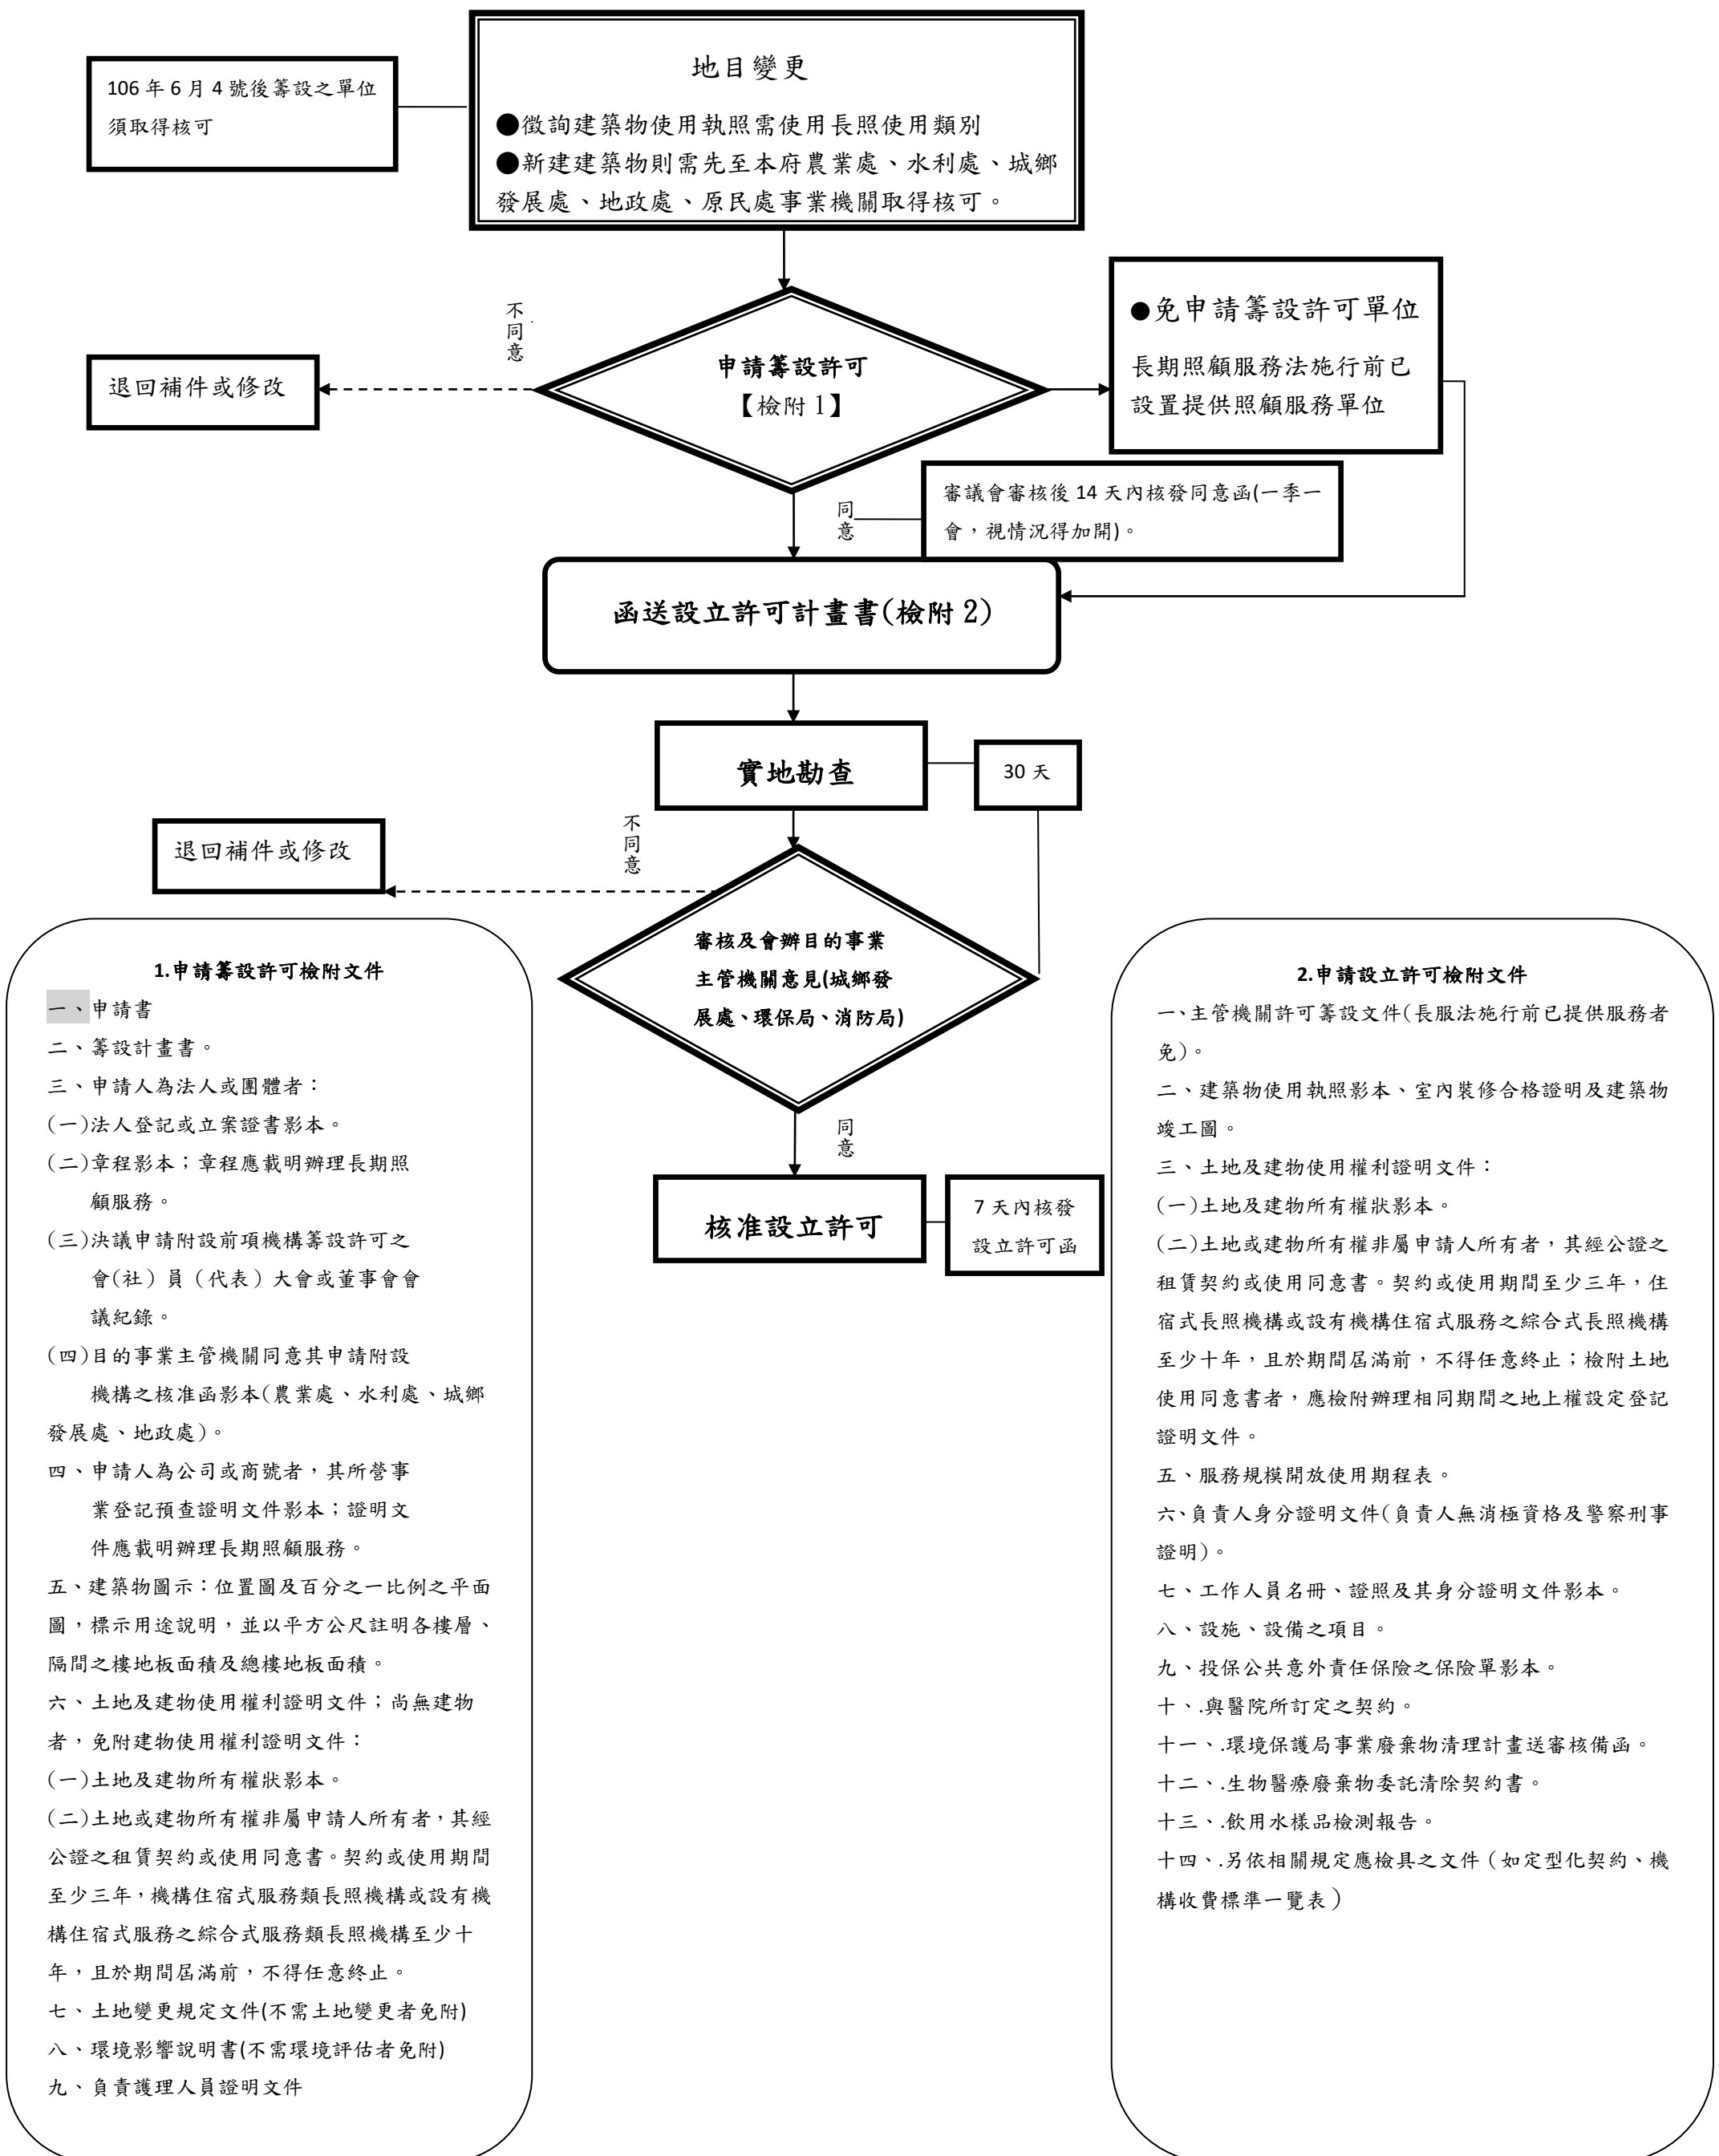 地目變更
106 年 6 月 4 號後籌設之單位
須取得核可
●徵詢建築物使用執照需使用長照使用類別
●新建建築物則需先至本府農業處、水利處、城鄉
發展處、地政處、原民處事業機關取得核可。
不同意
●免申請籌設許可單位
長期照顧服務法施行前已
設置提供照顧服務單位
申請籌設許可
【檢附 1】
退回補件或修改
同意
審議會審核後 14 天內核發同意函(一季一
會，視情況得加開)。
函送設立許可計畫書(檢附 2)
實地勘查
30 天
不同意
退回補件或修改
審核及會辦目的事業
主管機關意見(城鄉發
展處、環保局、消防局)
同意
核准設立許可
7 天內核發
設立許可函
1.申請籌設許可檢附文件
一、申請書
二、籌設計畫書。
三、申請人為法人或團體者：
(一)法人登記或立案證書影本。
(二)章程影本；章程應載明辦理長期照
顧服務。
(三)決議申請附設前項機構籌設許可之
會(社）員（代表）大會或董事會會
議紀錄。
(四)目的事業主管機關同意其申請附設
機構之核准函影本(農業處、水利處、城鄉
發展處、地政處)。
四、申請人為公司或商號者，其所營事
業登記預查證明文件影本；證明文
件應載明辦理長期照顧服務。
五、建築物圖示：位置圖及百分之一比例之平面
圖，標示用途說明，並以平方公尺註明各樓層、
隔間之樓地板面積及總樓地板面積。
六、土地及建物使用權利證明文件；尚無建物
者，免附建物使用權利證明文件：
(一)土地及建物所有權狀影本。
(二)土地或建物所有權非屬申請人所有者，其經
公證之租賃契約或使用同意書。契約或使用期間
至少三年，機構住宿式服務類長照機構或設有機
構住宿式服務之綜合式服務類長照機構至少十
年，且於期間屆滿前，不得任意終止。
七、土地變更規定文件(不需土地變更者免附)
八、環境影響說明書(不需環境評估者免附)
九、負責護理人員證明文件
2.申請設立許可檢附文件
一、主管機關許可籌設文件(長服法施行前已提供服務者
免)。
二、建築物使用執照影本、室內裝修合格證明及建築物
竣工圖。
三、土地及建物使用權利證明文件：
(一)土地及建物所有權狀影本。
(二)土地或建物所有權非屬申請人所有者，其經公證之
租賃契約或使用同意書。契約或使用期間至少三年，住
宿式長照機構或設有機構住宿式服務之綜合式長照機構
至少十年，且於期間屆滿前，不得任意終止；檢附土地
使用同意書者，應檢附辦理相同期間之地上權設定登記
證明文件。
五、服務規模開放使用期程表。
六、負責人身分證明文件(負責人無消極資格及警察刑事
證明)。
七、工作人員名冊、證照及其身分證明文件影本。
八、設施、設備之項目。
九、投保公共意外責任保險之保險單影本。
十、.與醫院所訂定之契約。
十一、.環境保護局事業廢棄物清理計畫送審核備函。
十二、.生物醫療廢棄物委託清除契約書。
十三、.飲用水樣品檢測報告。
十四、.另依相關規定應檢具之文件（如定型化契約、機
構收費標準一覽表）